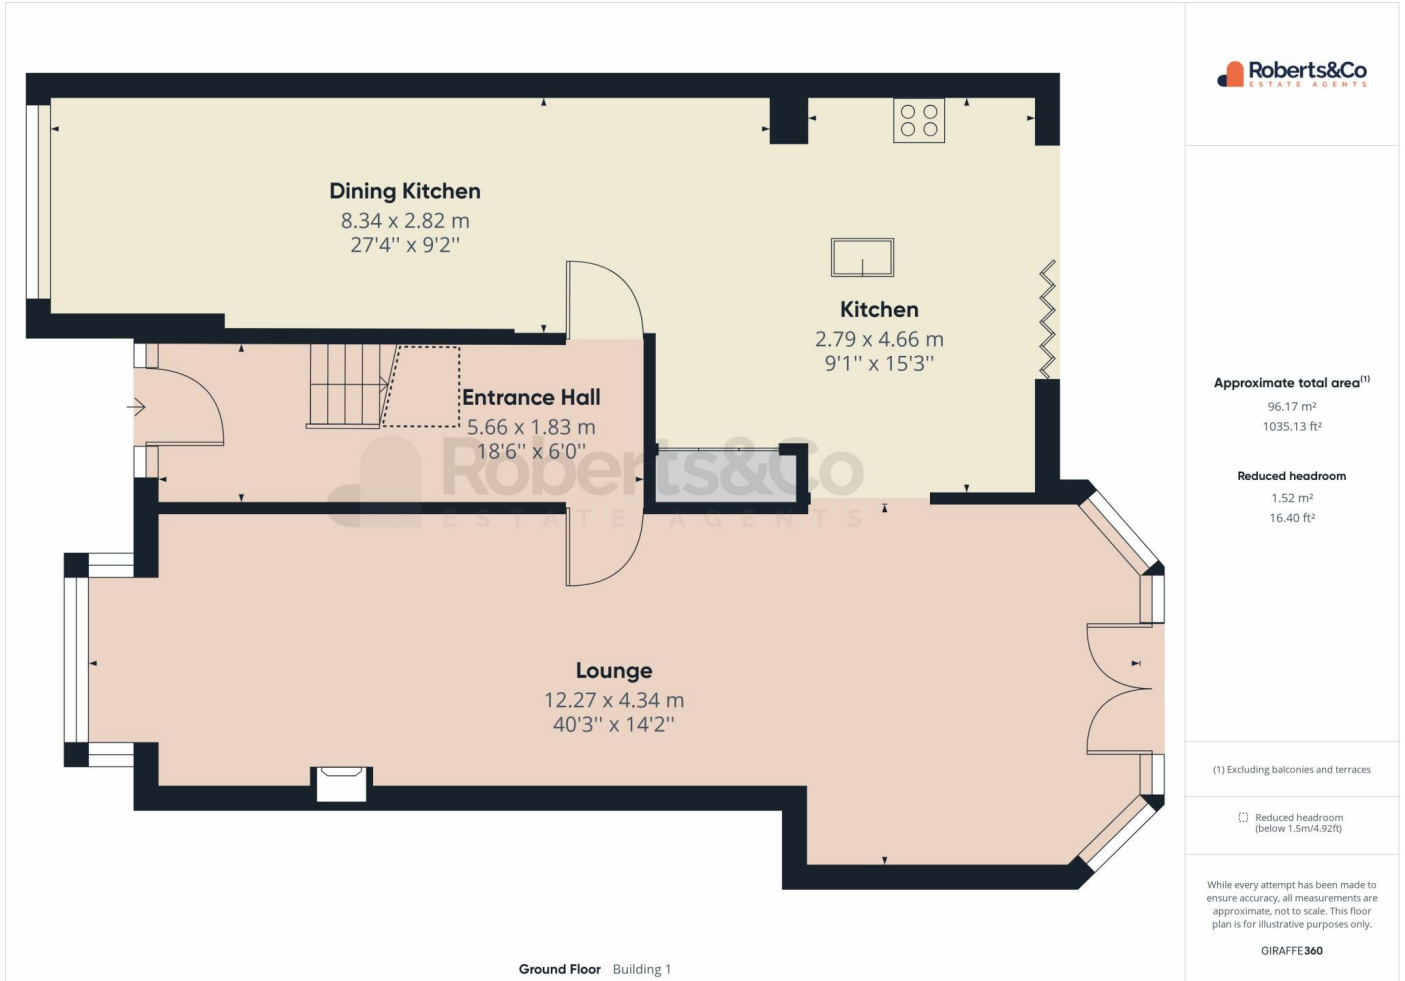 Dining Kitchen
8.34 x 2.82 m
27'4'' x 9'2''
Kitchen
2.79 x 4.66 m
9'1'' x 15'3''
Entrance Hall
5.66 x 1.83 m
18'6'' x 6'0''
Roberts&Co
ESTATE AGENTS
Lounge
12.27 x 4.34 m
40'3'' x 14'2''
Ground Floor Building 1
Roberts&Co
ESTATE AGENTS
Approximate total area(1)
96.17 m²
1035.13 ft²
Reduced headroom
1.52 m²
16.40 ft²
(1) Excluding balconies and terraces
Reduced headroom
(below 1.5m/4.92ft)
While every attempt has been made to
ensure accuracy, all measurements are
approximate, not to scale. This floor
plan is for illustrative purposes only.
GIRAFFE360